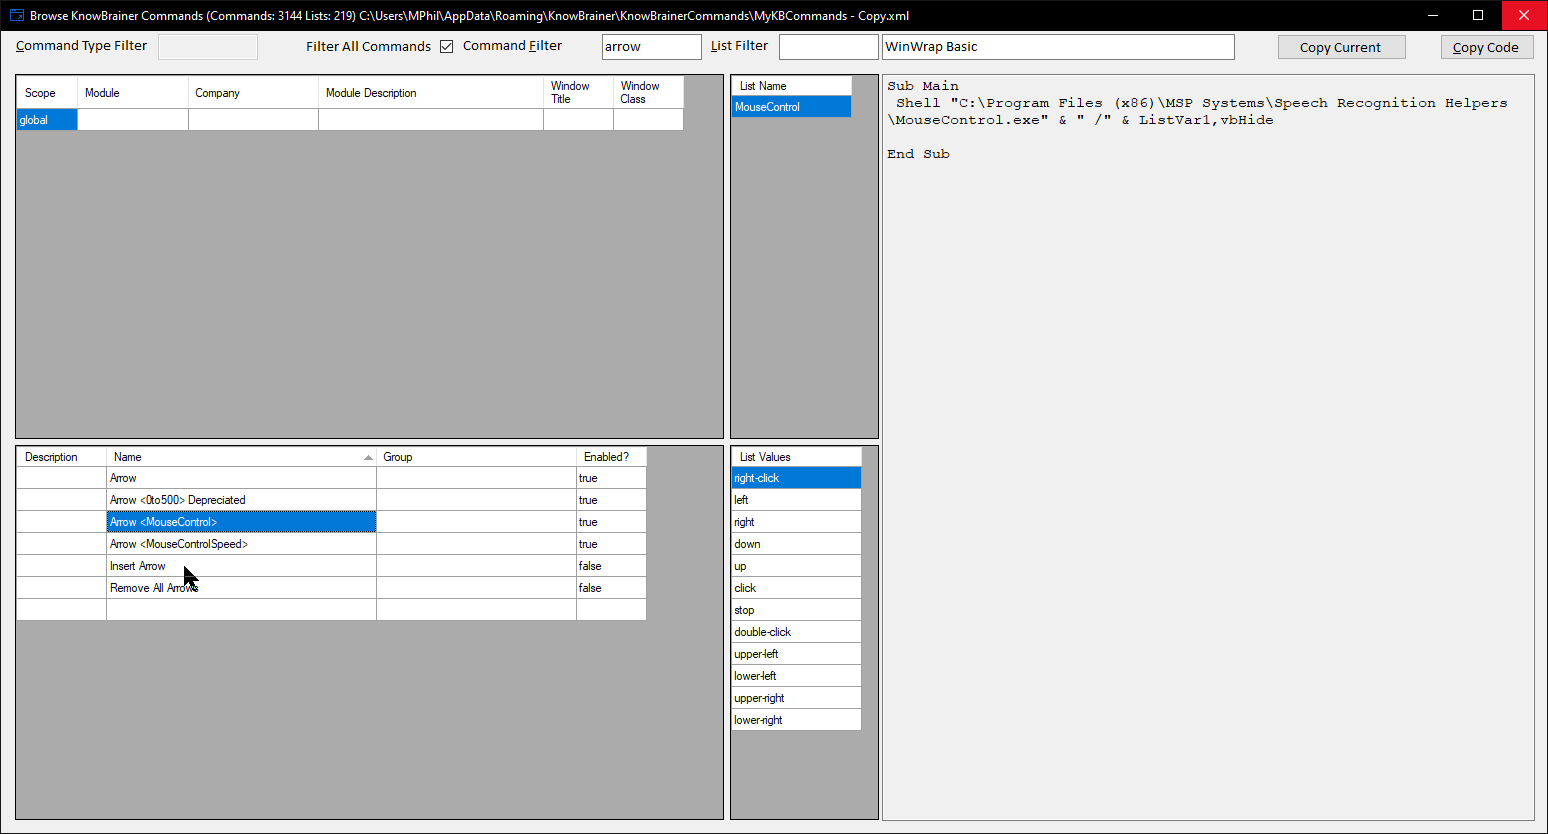 Browse KnowBrainer Commands (Commands: 3144 Lists: 219) C:\Users\MPhil\AppData\Roaming\KnowBrainer\KnowBrainerCommands\MyKBCommands - Copy.xml
Command Type Filter Filter All Commands Command Filter arrow List Filter WinWrap Basic Copy Current Copy Code
Scope Module Company Module Description Window Title Window Class
global
List Name
MouseControl
Sub Main
Shell "C:\Program Files (x86)\MSP Systems\Speech Recognition Helpers
\MouseControl.exe" & " /" & ListVar1,vbHide
End Sub
Description Name Group Enabled?
Arrow true
Arrow <0to500> Depreciated true
Arrow <MouseControl> true
Arrow <MouseControlSpeed> true
Insert Arrow false
Remove All Arrows false
List Values
right-click
left
right
down
up
click
stop
double-click
upper-left
lower-left
upper-right
lower-right